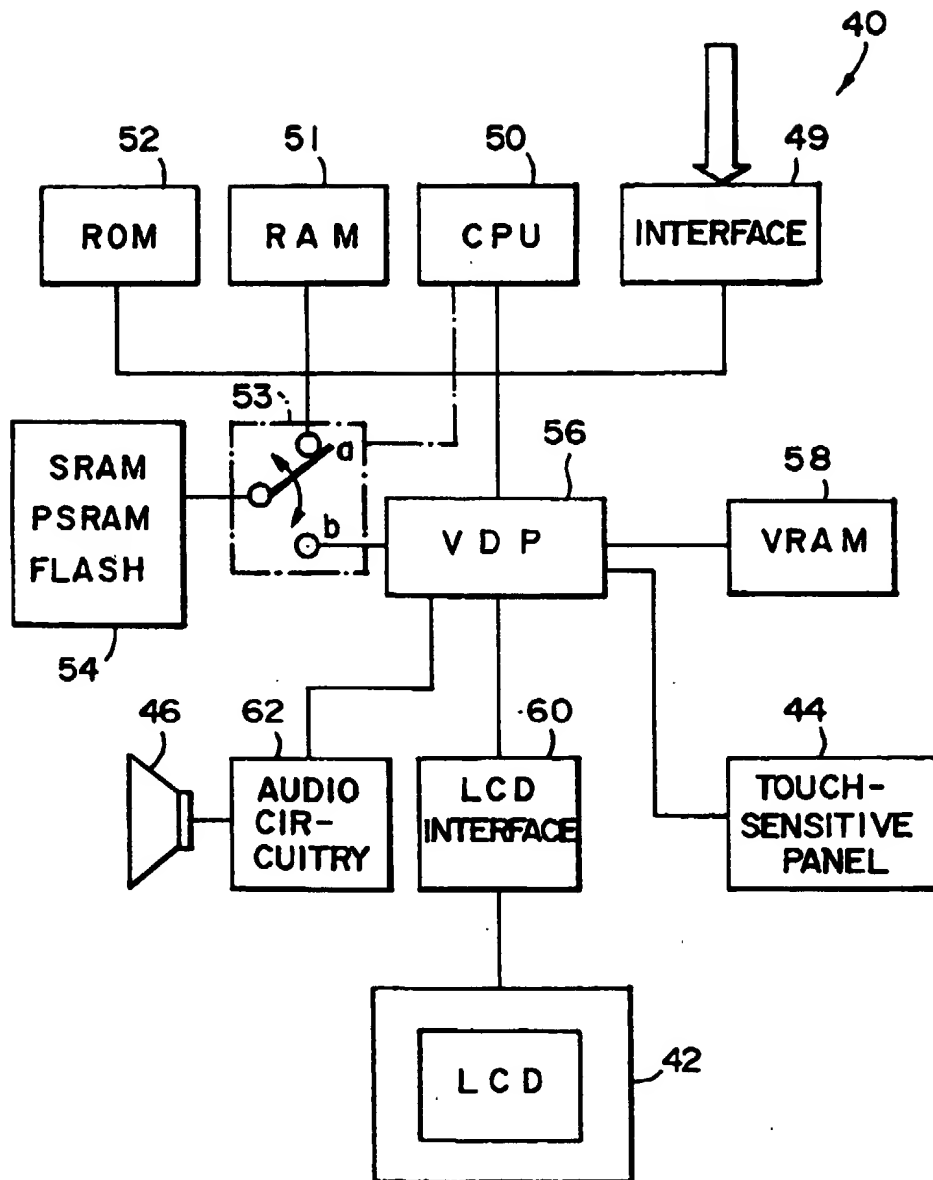 40
52
51
50
49
ROM
RAM
CPU
INTERFACE
53
a
b
SRAM
PSRAM
FLASH
54
56
VDP
58
VRAM
46
62
AUDIO
CIR-
CUITRY
60
LCD
INTERFACE
44
TOUCH-
SENSITIVE
PANEL
LCD
42